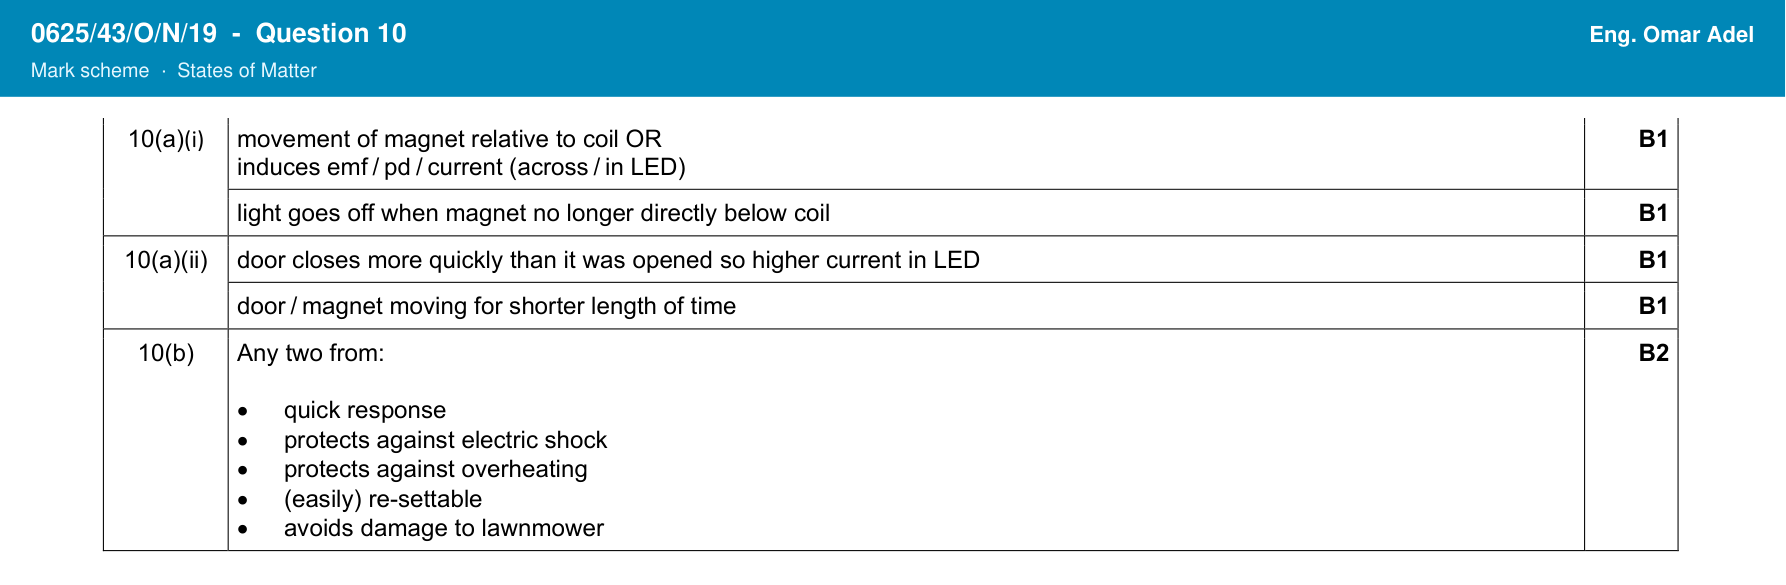 0625/43/O/N/19 - Question 10
Eng. Omar Adel
Mark scheme · States of Matter
10(a)(i) movement of magnet relative to coil OR B1
induces emf / pd / current (across / in LED)
light goes off when magnet no longer directly below coil B1
10(a)(ii) door closes more quickly than it was opened so higher current in LED B1
door / magnet moving for shorter length of time B1
10(b) Any two from: B2
• quick response
• protects against electric shock
• protects against overheating
• (easily) re-settable
• avoids damage to lawnmower